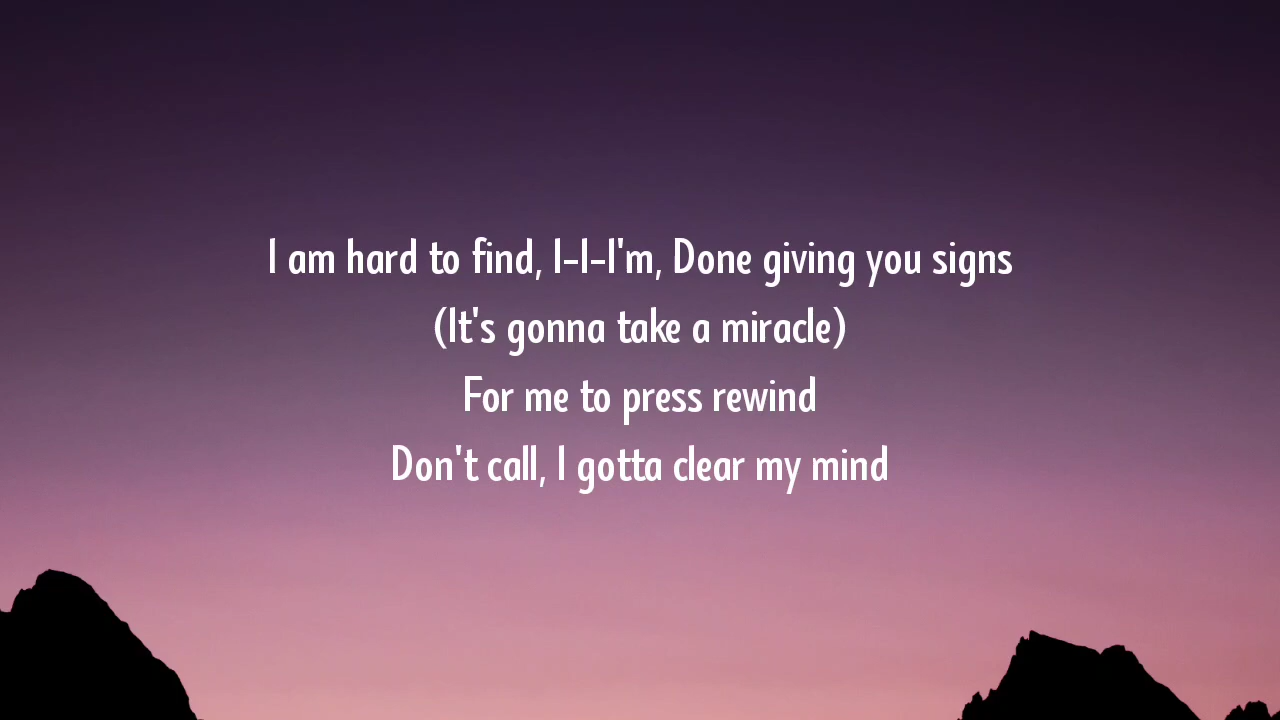 I am hard to find, I-I-I'm, Done giving you signs
(It's gonna take a miracle)
For me to press rewind
Don't call, I gotta clear my mind